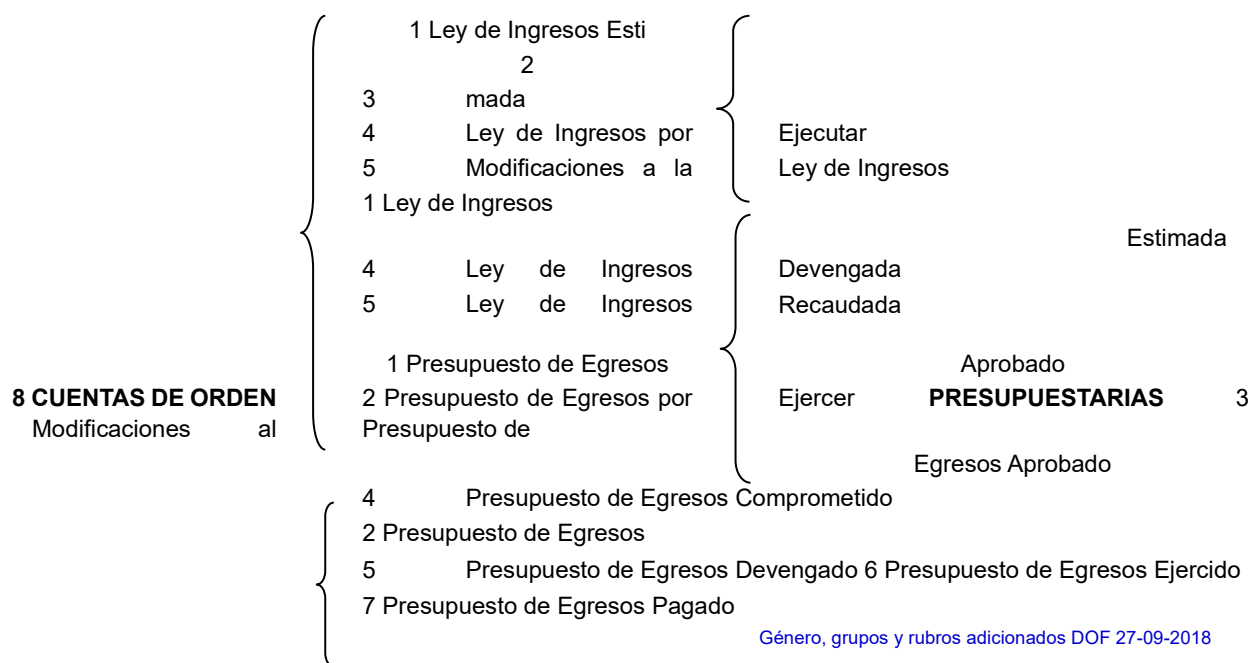 1 Ley de Ingresos Esti
2
3 mada
4 Ley de Ingresos por Ejecutar
5 Modificaciones a la Ley de Ingresos
1 Ley de Ingresos
Estimada
4 Ley de Ingresos Devengada
5 Ley de Ingresos Recaudada
1 Presupuesto de Egresos Aprobado
8 CUENTAS DE ORDEN 2 Presupuesto de Egresos por Ejercer PRESUPUESTARIAS 3
Modificaciones al Presupuesto de
Egresos Aprobado
4 Presupuesto de Egresos Comprometido
2 Presupuesto de Egresos
5 Presupuesto de Egresos Devengado 6 Presupuesto de Egresos Ejercido
7 Presupuesto de Egresos Pagado
Género, grupos y rubros adicionados DOF 27-09-2018